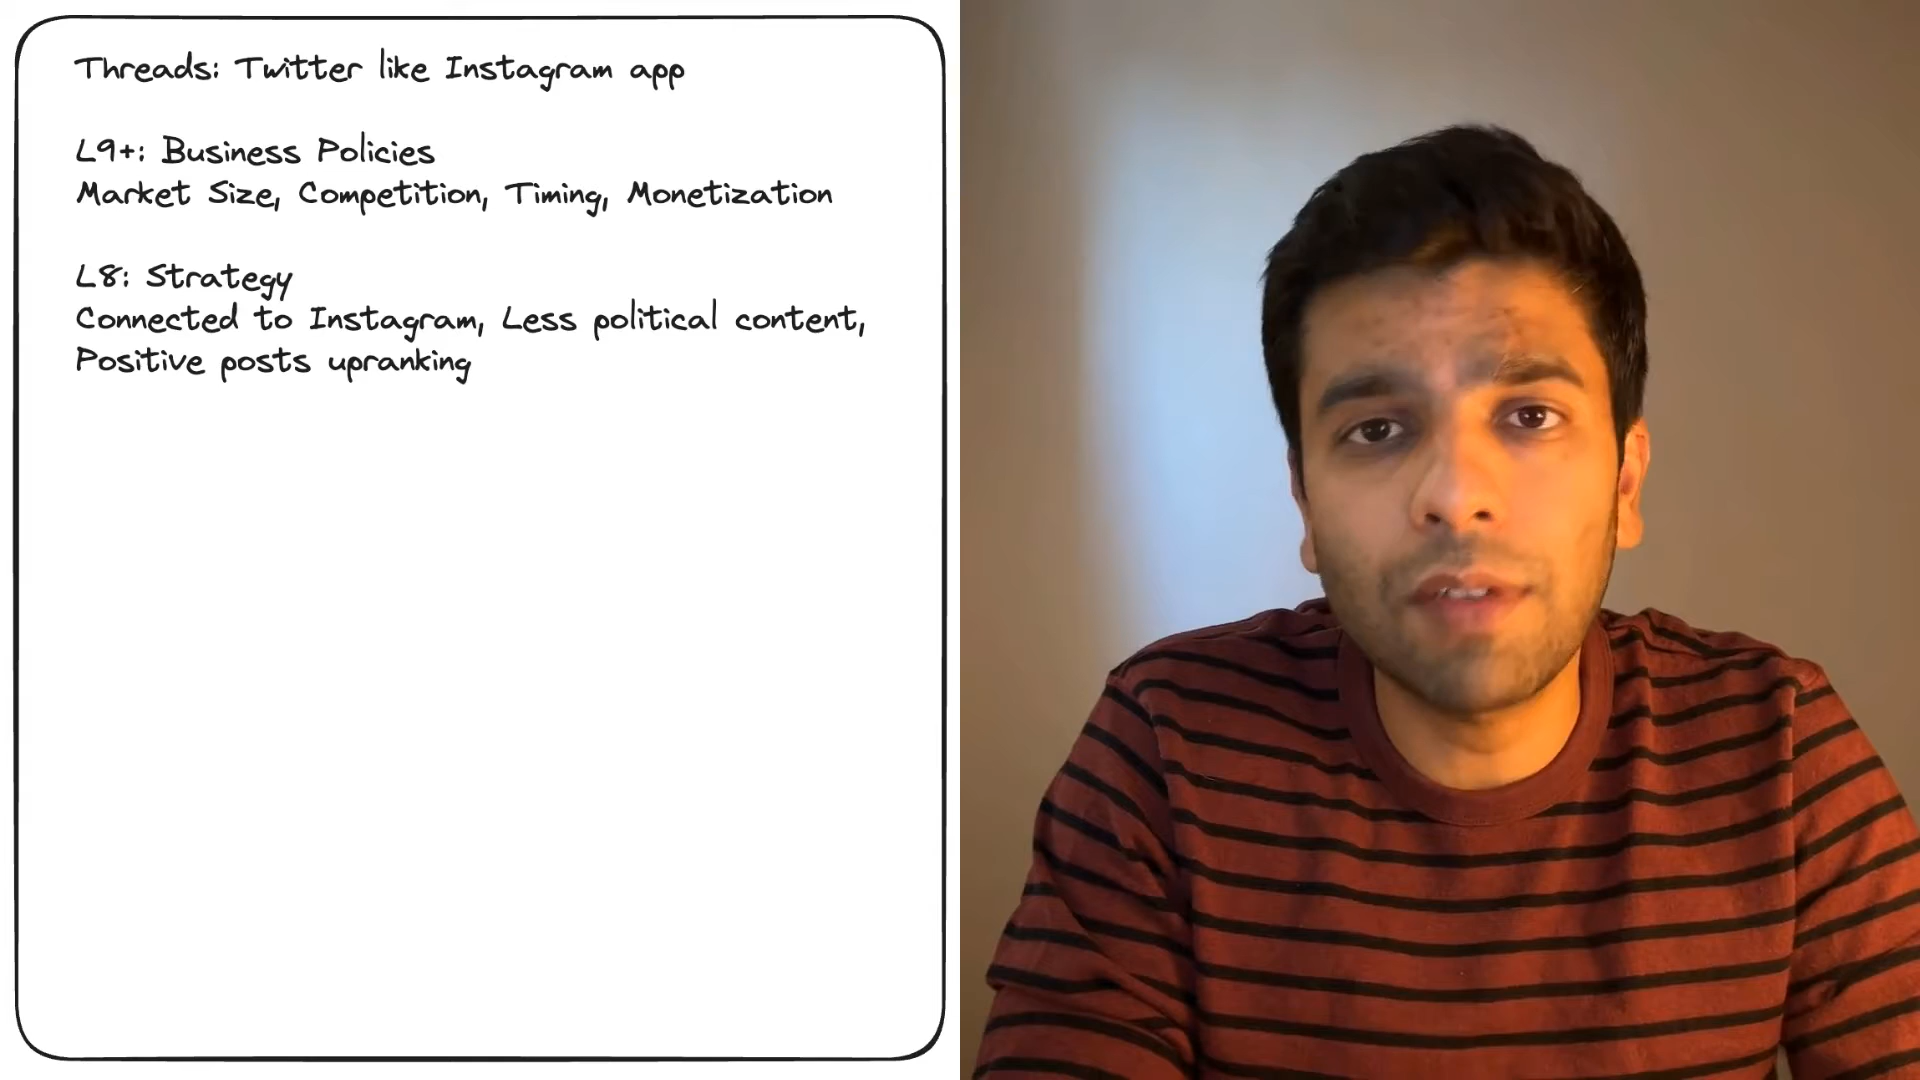 Threads: Twitter like Instagram app
L9+: Business Policies
Market Size, Competition, Timing, Monetization
L8: Strategy
Connected to Instagram, Less political content,
Positive posts upranking